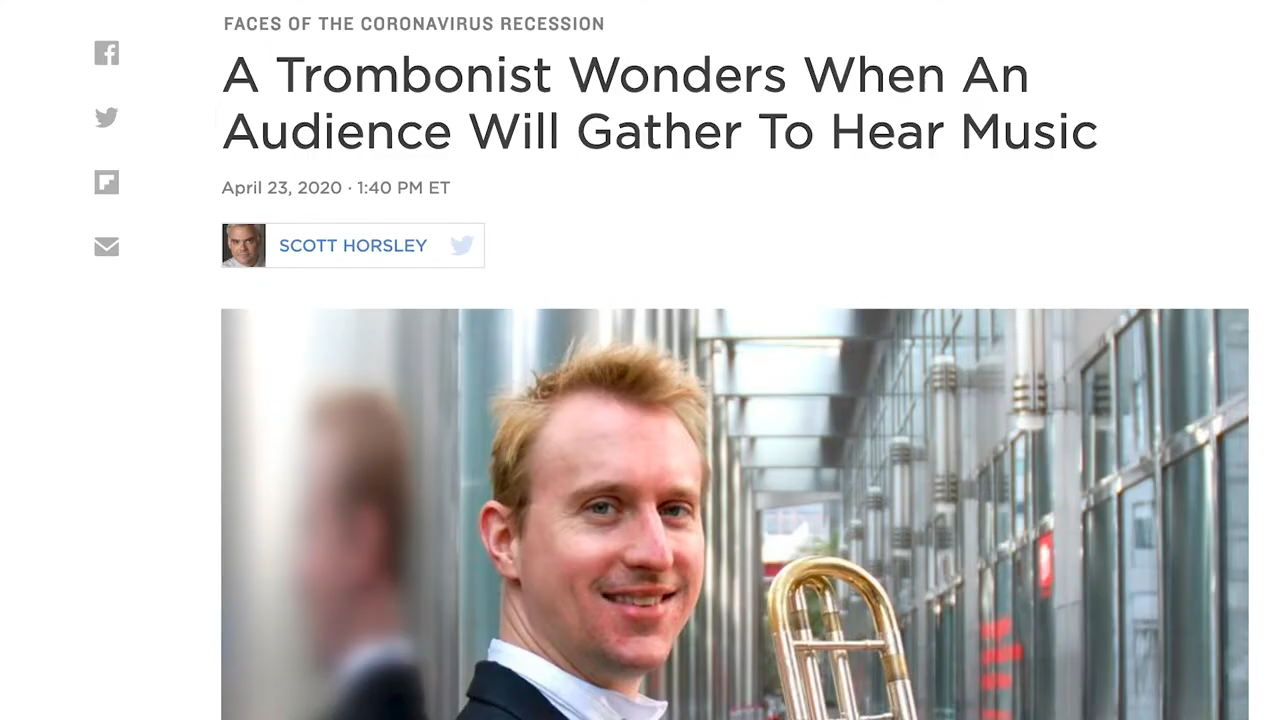 FACES OF THE CORONAVIRUS RECESSION
A Trombonist Wonders When An
Audience Will Gather To Hear Music
April 23, 2020 · 1:40 PM ET
SCOTT HORSLEY